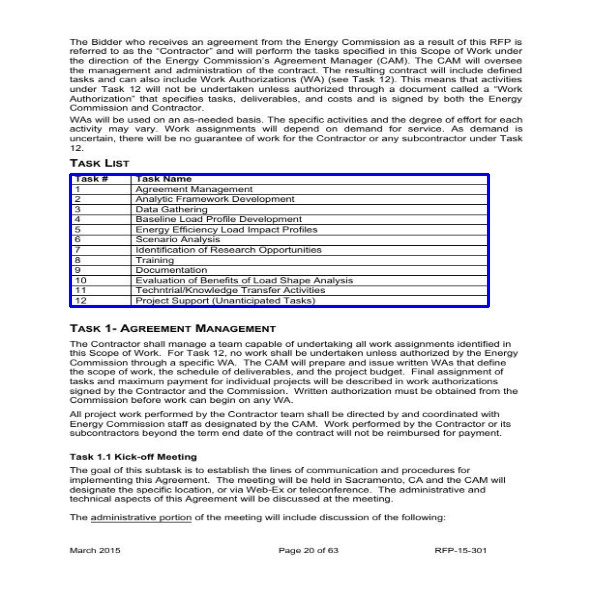 The Bidder who receives an agreement from the Energy Commission as a result of this RFP is
referred to as the “Contractor” and will perform the tasks specified in this Scope of Work under
the direction of the Energy Commission’s Agreement Manager (CAM). The CAM will oversee
the management and administration of the contract. The resulting contract will include defined
tasks and can also include Work Authorizations (WA) (see Task 12). This means that activities
under Task 12 will not be undertaken unless authorized through a document called a “Work
Authorization” that specifies tasks, deliverables, and costs and is signed by both the Energy
Commission and Contractor.
WAs will be used on an as-needed basis. The specific activities and the degree of effort for each
activity may vary. Work assignments will depend on demand for service. As demand is
uncertain, there will be no guarantee of work for the Contractor or any subcontractor under Task
12.
TASK LIST
Task # Task Name
1 Agreement Management
2 Analytic Framework Development
3 Data Gathering
4 Baseline Load Profile Development
5 Energy Efficiency Load Impact Profiles
6 Scenario Analysis
7 Identification of Research Opportunities
8 Training
9 Documentation
10 Evaluation of Benefits of Load Shape Analysis
11 Techntrial/Knowledge Transfer Activities
12 Project Support (Unanticipated Tasks)
TASK 1- AGREEMENT MANAGEMENT
The Contractor shall manage a team capable of undertaking all work assignments identified in
this Scope of Work. For Task 12, no work shall be undertaken unless authorized by the Energy
Commission through a specific WA. The CAM will prepare and issue written WAs that define
the scope of work, the schedule of deliverables, and the project budget. Final assignment of
tasks and maximum payment for individual projects will be described in work authorizations
signed by the Contractor and the Commission. Written authorization must be obtained from the
Commission before work can begin on any WA.
All project work performed by the Contractor team shall be directed by and coordinated with
Energy Commission staff as designated by the CAM. Work performed by the Contractor or its
subcontractors beyond the term end date of the contract will not be reimbursed for payment.
Task 1.1 Kick-off Meeting
The goal of this subtask is to establish the lines of communication and procedures for
implementing this Agreement. The meeting will be held in Sacramento, CA and the CAM will
designate the specific location, or via Web-Ex or teleconference. The administrative and
technical aspects of this Agreement will be discussed at the meeting.
The administrative portion of the meeting will include discussion of the following:
March 2015 Page 20 of 63 RFP-15-301